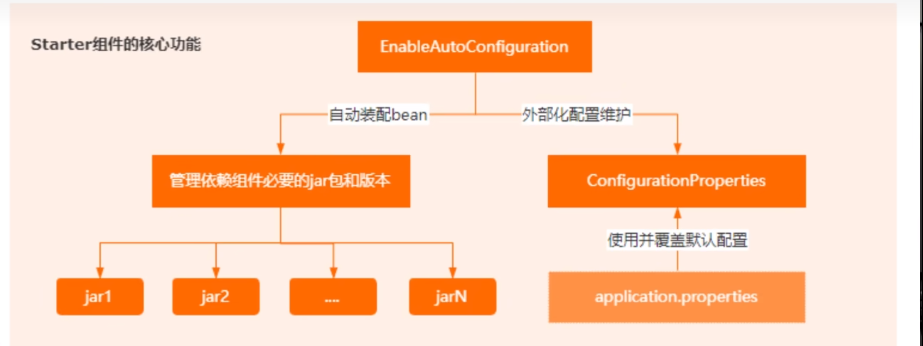 Starter组件的核心功能
EnableAutoConfiguration
自动装配bean
外部化配置维护
管理依赖组件必要的jar包和版本
ConfigurationProperties
使用并覆盖默认配置
jar1
jar2
....
jarN
application.properties